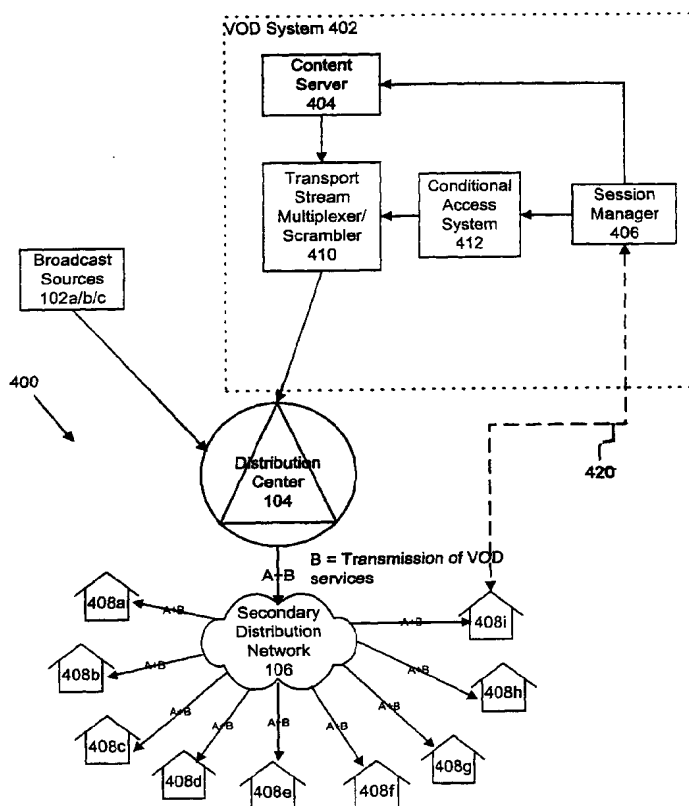 VOD System 402
Content
Server
404
Transport
Stream
Multiplexer/
Scrambler
410
Conditional
Access
System
412
Session
Manager
406
Broadcast
Sources
102a/b/c
400
Distribution
Center
104
420
A+B
B = Transmission of VOD
services
Secondary
Distribution
Network
106
408a
A+B
408b
A+B
408c
A+B
408d
A+B
408e
A+B
408f
A+B
408g
A+B
408h
A+B
408i
A+B